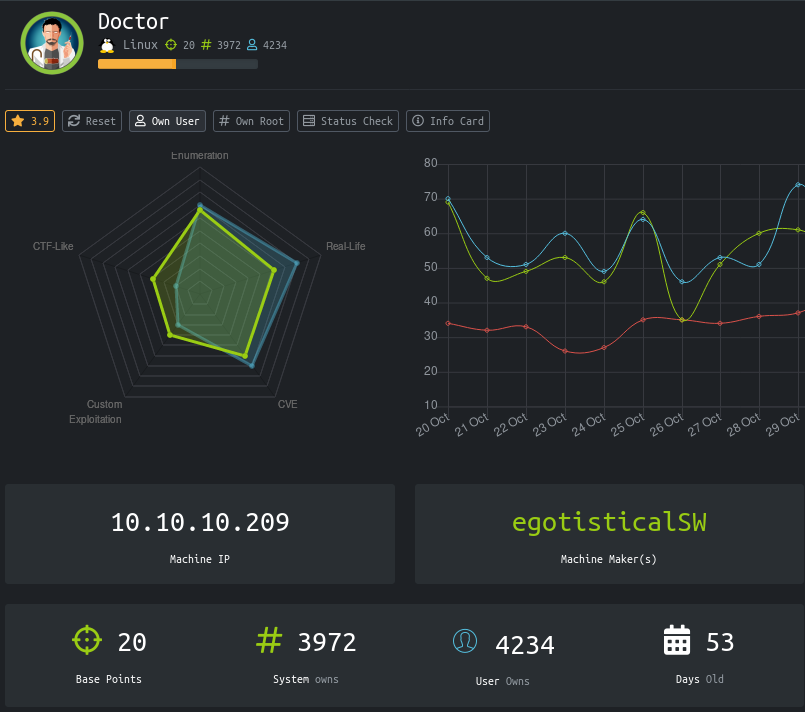 Doctor
Linux 20 3972 4234
3.9 Reset Own User Own Root Status Check Info Card
Enumeration
CTF-Like
Real-Life
Custom
Exploitation
CVE
80
70
60
50
40
30
20
10
20 Oct 21 Oct 22 Oct 23 Oct 24 Oct 25 Oct 26 Oct 27 Oct 28 Oct 29 Oct
10.10.10.209
Machine IP
egotisticalSW
Machine Maker(s)
20 3972 4234 53
Base Points System owns User Owns Days Old